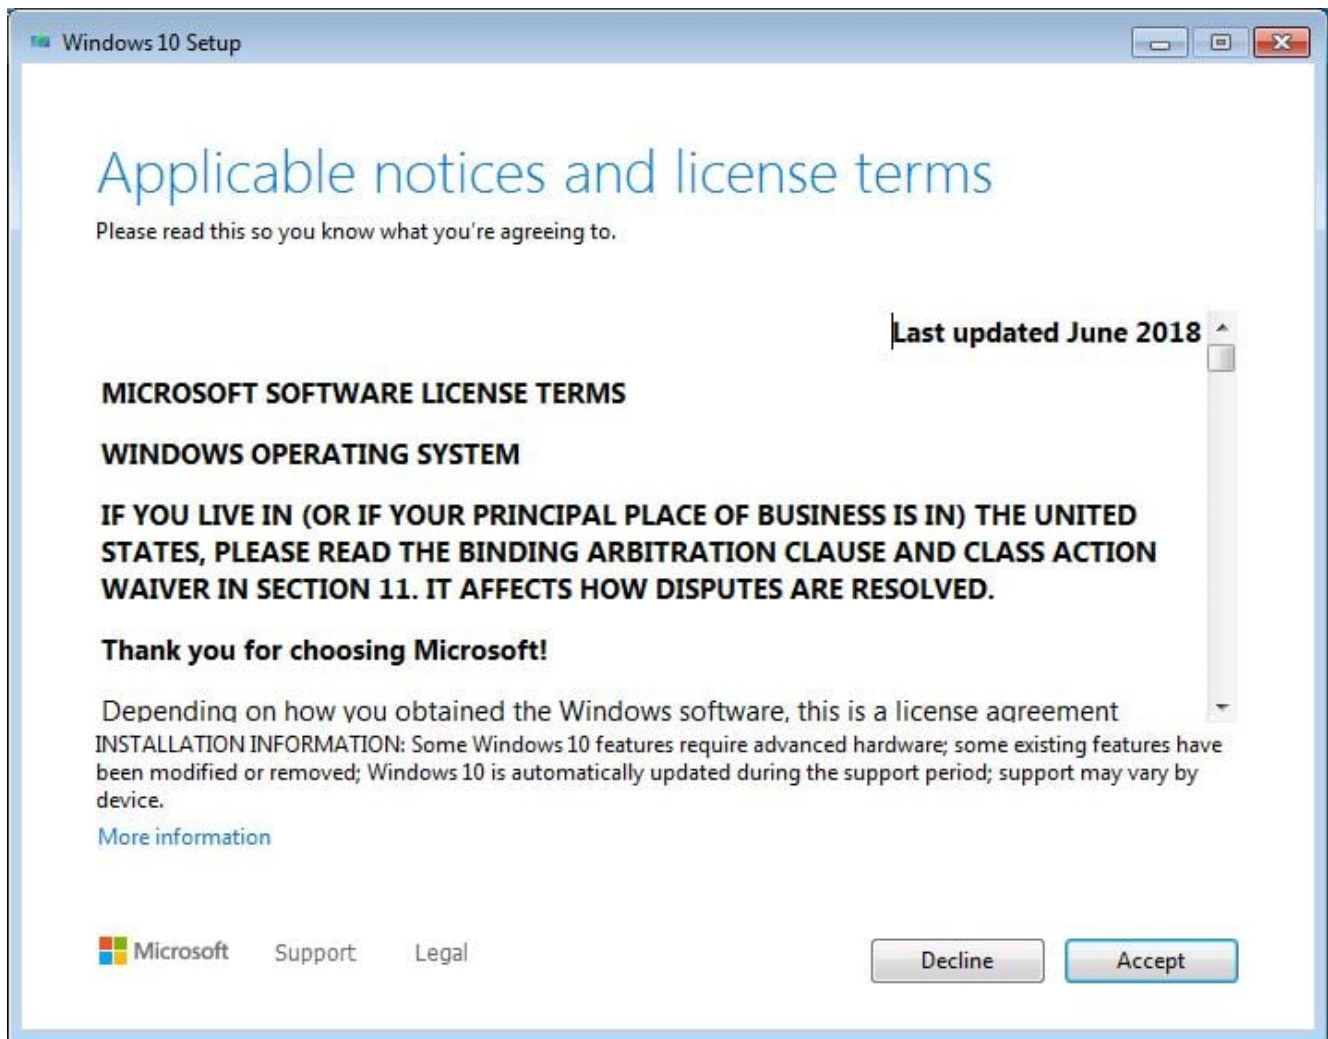 Windows 10 Setup
Applicable notices and license terms
Please read this so you know what you're agreeing to.
Last updated June 2018
MICROSOFT SOFTWARE LICENSE TERMS
WINDOWS OPERATING SYSTEM
IF YOU LIVE IN (OR IF YOUR PRINCIPAL PLACE OF BUSINESS IS IN) THE UNITED
STATES, PLEASE READ THE BINDING ARBITRATION CLAUSE AND CLASS ACTION
WAIVER IN SECTION 11. IT AFFECTS HOW DISPUTES ARE RESOLVED.
Thank you for choosing Microsoft!
Depending on how you obtained the Windows software, this is a license agreement
INSTALLATION INFORMATION: Some Windows 10 features require advanced hardware; some existing features have
been modified or removed; Windows 10 is automatically updated during the support period; support may vary by
device.
More information
Microsoft Support Legal Decline Accept